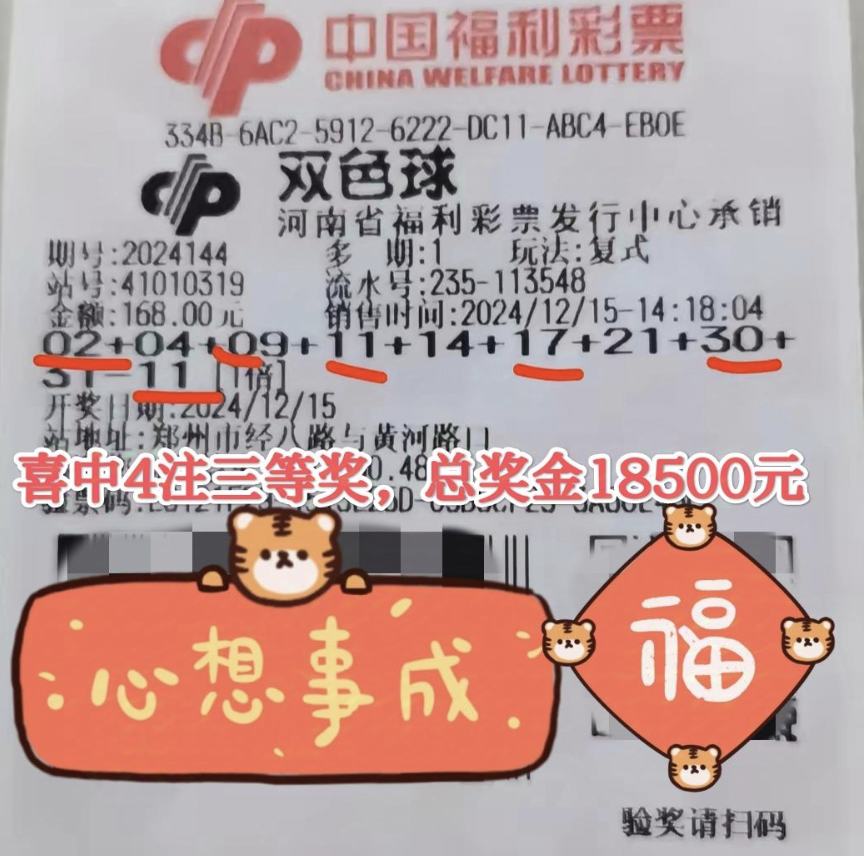 中国福利彩票
CHINA WELFARE LOTTERY
334B-6AC2-5912-6222-DC11-ABC4-EB0E
双色球
河南省福利彩票发行中心承销
期号:2024144 多 期:1 玩法:复式
站号:41010319 流水号:235-113548
金额:168.00元 销售时间:2024/12/15-14:18:04
02+04+09+11+14+17+21+30+
31-11 [1倍]
开奖日期:2024/12/15
站地址:郑州市经八路与黄河路口
喜中4注三等奖，总奖金18500元
验票码:
心想事成
福
验奖请扫码